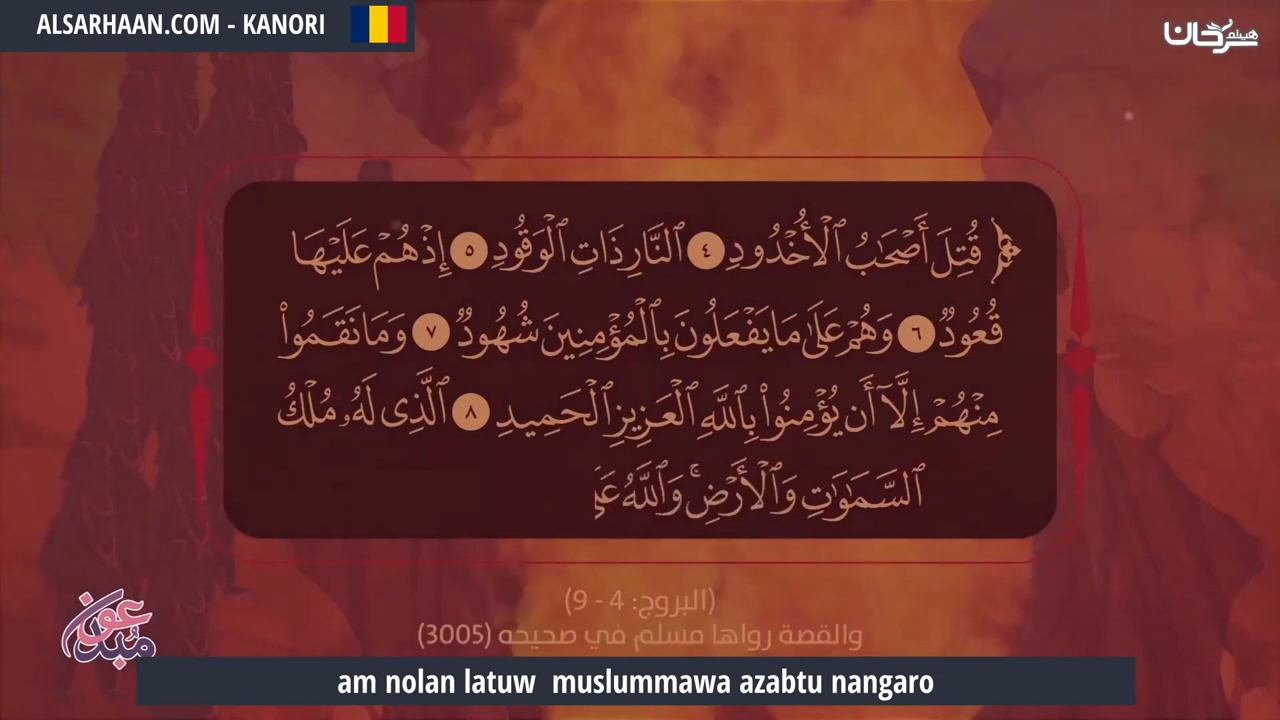 ALSARHAAN.COM - KANORI
هيثم سرحان
﴿ قُتِلَ أَصْحَٰبُ ٱلْأُخْدُودِ ٤ ٱلنَّارِ ذَاتِ ٱلْوَقُودِ ٥ إِذْ هُمْ عَلَيْهَا
قُعُودٌ ٦ وَهُمْ عَلَىٰ مَا يَفْعَلُونَ بِٱلْمُؤْمِنِينَ شُهُودٌ ٧ وَمَا نَقَمُوا۟
مِنْهُمْ إِلَّآ أَن يُؤْمِنُوا۟ بِٱللَّهِ ٱلْعَزِيزِ ٱلْحَمِيدِ ٨ ٱلَّذِى لَهُۥ مُلْكُ
ٱلسَّمَٰوَٰتِ وَٱلْأَرْضِ ۚ وَٱللَّهُ
(البروج: 4 - 9)
والقصة رواها مسلم في صحيحه (3005)
am nolan latuw muslummawa azabtu nangaro